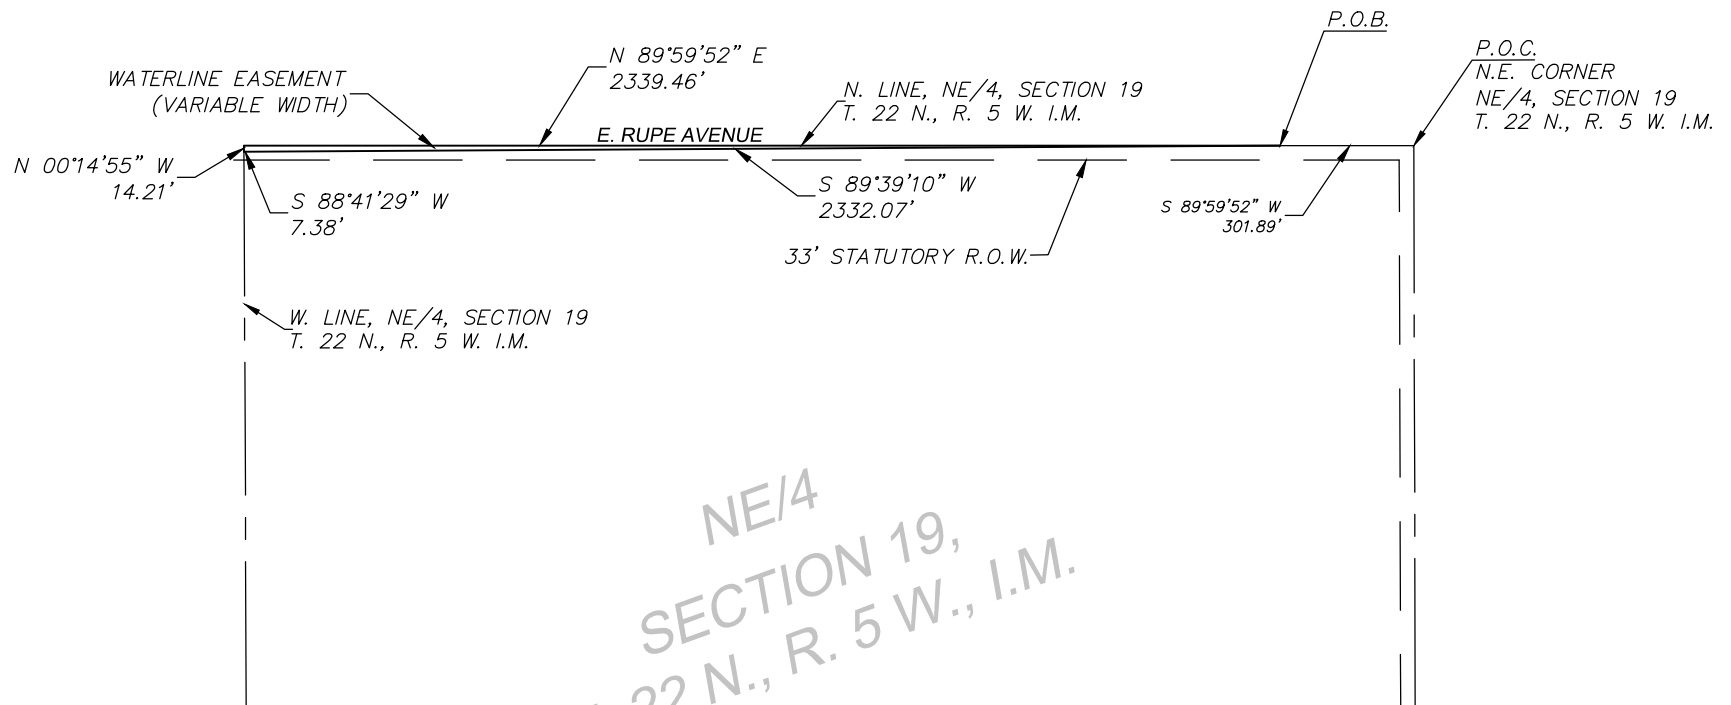 P.O.B.
P.O.C.
N.E. CORNER
NE/4, SECTION 19
T. 22 N., R. 5 W. I.M.
N 89°59'52" E
2339.46'
WATERLINE EASEMENT
(VARIABLE WIDTH)
N. LINE, NE/4, SECTION 19
T. 22 N., R. 5 W. I.M.
E. RUPE AVENUE
N 00°14'55" W
14.21'
S 88°41'29" W
7.38'
S 89°39'10" W
2332.07'
S 89°59'52" W
301.89'
33' STATUTORY R.O.W.
W. LINE, NE/4, SECTION 19
T. 22 N., R. 5 W. I.M.
NE/4
SECTION 19,
22 N., R. 5 W., I.M.